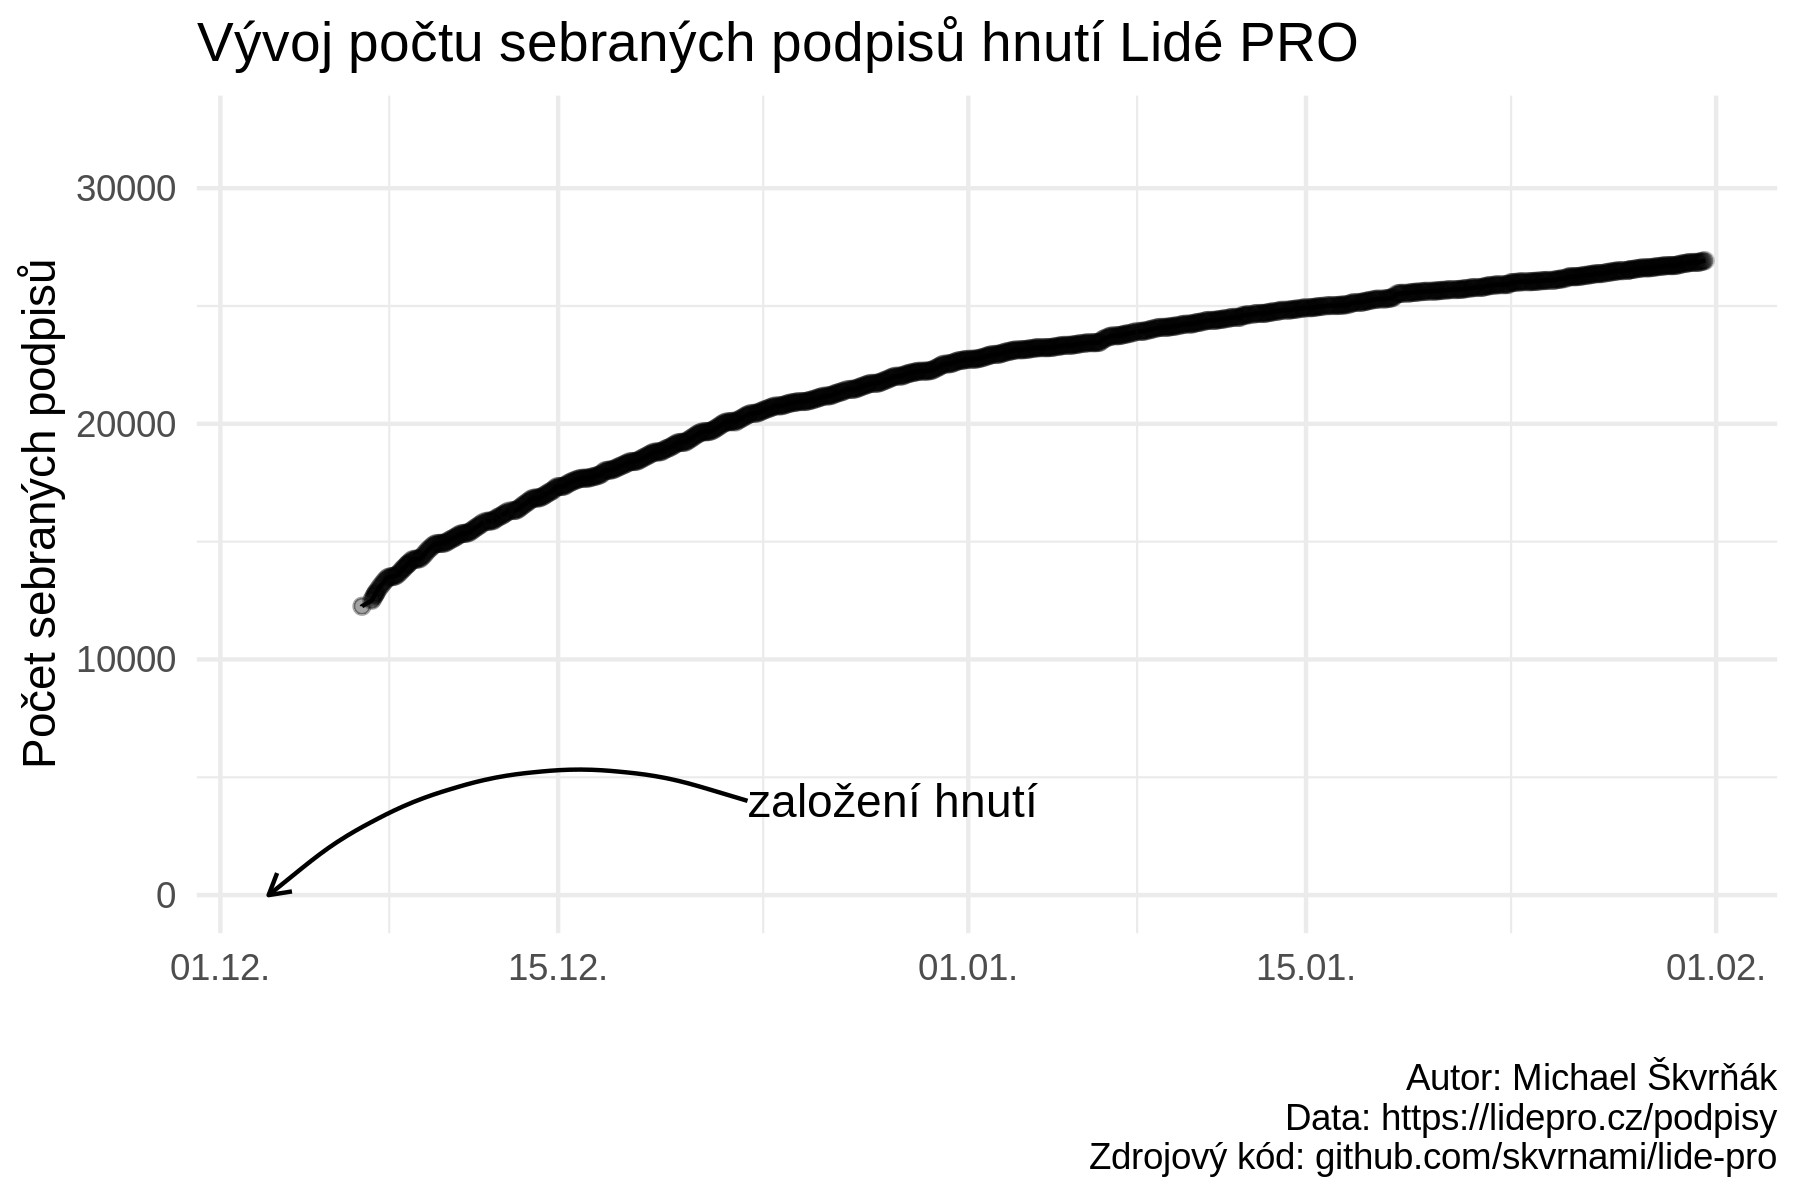 Vývoj počtu sebraných podpisů hnutí Lidé PRO
Počet sebraných podpisů
30000
20000
10000
0
založení hnutí
01.12.
15.12.
01.01.
15.01.
01.02.
Autor: Michael Škvrňák
Data: https://lidepro.cz/podpisy
Zdrojový kód: github.com/skvrnami/lide-pro